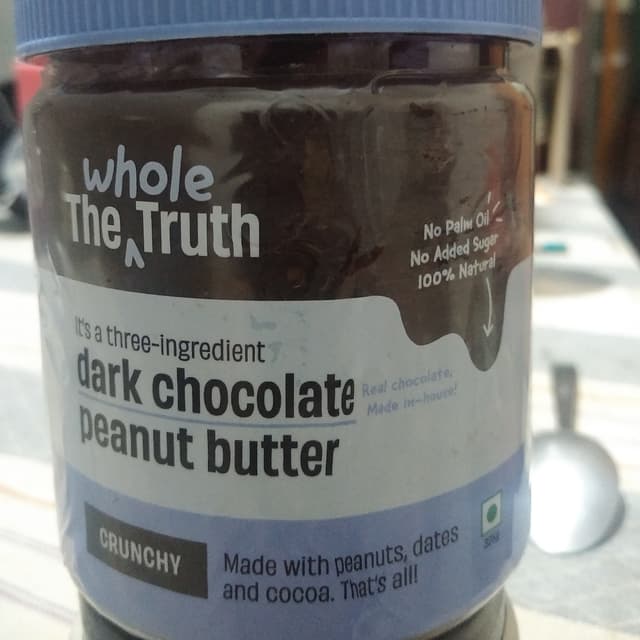 whole
The ^ Truth
No Palm Oil
No Added Sugar
100% Natural
It's a three-ingredient
dark chocolate
peanut butter
Real chocolate,
Made in-house!
CRUNCHY
Made with peanuts, dates
and cocoa. That's all!